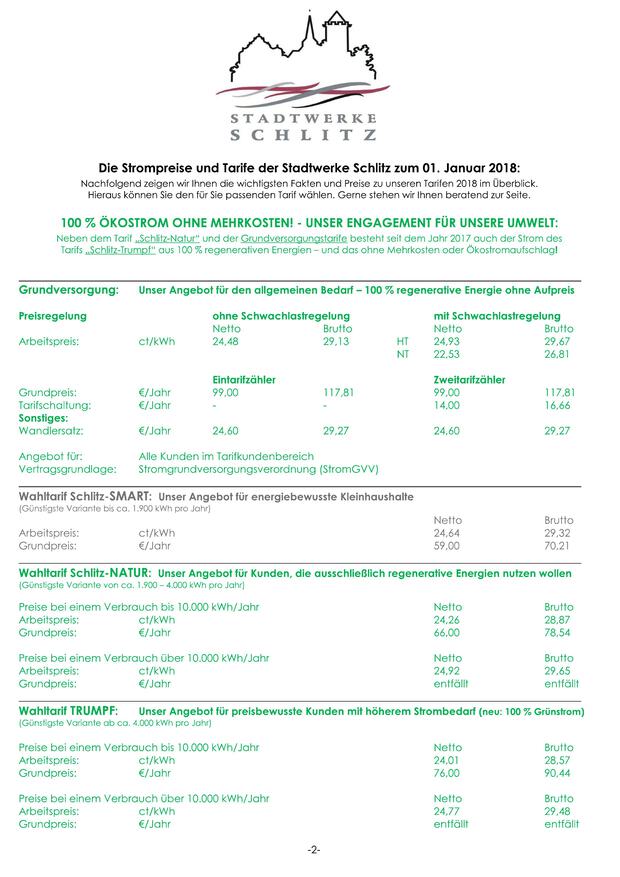 STADTWERKE
SCHLITZ
Die Strompreise und Tarife der Stadtwerke Schlitz zum 01. Januar 2018:
Nachfolgend zeigen wir Ihnen die wichtigsten Fakten und Preise zu unseren Tarifen 2018 im Überblick.
Hieraus können Sie den für Sie passenden Tarif wählen. Gerne stehen wir Ihnen beratend zur Seite.
100 % ÖKOSTROM OHNE MEHRKOSTEN! - UNSER ENGAGEMENT FÜR UNSERE UMWELT:
Neben dem Tarif „Schlitz-Natur“ und der Grundversorgungstarife besteht seit dem Jahr 2017 auch der Strom des
Tarifs „Schlitz-Trumpf“ aus 100 % regenerativen Energien – und das ohne Mehrkosten oder Ökostromaufschlag!
Grundversorgung: Unser Angebot für den allgemeinen Bedarf – 100 % regenerative Energie ohne Aufpreis
Preisregelung ohne Schwachlastregelung mit Schwachlastregelung
Netto Brutto Netto Brutto
Arbeitspreis: ct/kWh 24,48 29,13 HT 24,93 29,67
NT 22,53 26,81
Eintarifzähler Zweitarifzähler
Grundpreis: €/Jahr 99,00 117,81 99,00 117,81
Tarifschaltung: €/Jahr - - 14,00 16,66
Sonstiges:
Wandlersatz: €/Jahr 24,60 29,27 24,60 29,27
Angebot für: Alle Kunden im Tarifkundenbereich
Vertragsgrundlage: Stromgrundversorgungsverordnung (StromGVV)
Wahltarif Schlitz-SMART: Unser Angebot für energiebewusste Kleinhaushalte
(Günstigste Variante bis ca. 1.900 kWh pro Jahr)
Netto Brutto
Arbeitspreis: ct/kWh 24,64 29,32
Grundpreis: €/Jahr 59,00 70,21
Wahltarif Schlitz-NATUR: Unser Angebot für Kunden, die ausschließlich regenerative Energien nutzen wollen
(Günstigste Variante von ca. 1.900 – 4.000 kWh pro Jahr)
Preise bei einem Verbrauch bis 10.000 kWh/Jahr Netto Brutto
Arbeitspreis: ct/kWh 24,26 28,87
Grundpreis: €/Jahr 66,00 78,54
Preise bei einem Verbrauch über 10.000 kWh/Jahr Netto Brutto
Arbeitspreis: ct/kWh 24,92 29,65
Grundpreis: €/Jahr entfällt entfällt
Wahltarif TRUMPF: Unser Angebot für preisbewusste Kunden mit höherem Strombedarf (neu: 100 % Grünstrom)
(Günstigste Variante ab ca. 4.000 kWh pro Jahr)
Preise bei einem Verbrauch bis 10.000 kWh/Jahr Netto Brutto
Arbeitspreis: ct/kWh 24,01 28,57
Grundpreis: €/Jahr 76,00 90,44
Preise bei einem Verbrauch über 10.000 kWh/Jahr Netto Brutto
Arbeitspreis: ct/kWh 24,77 29,48
Grundpreis: €/Jahr entfällt entfällt
-2-